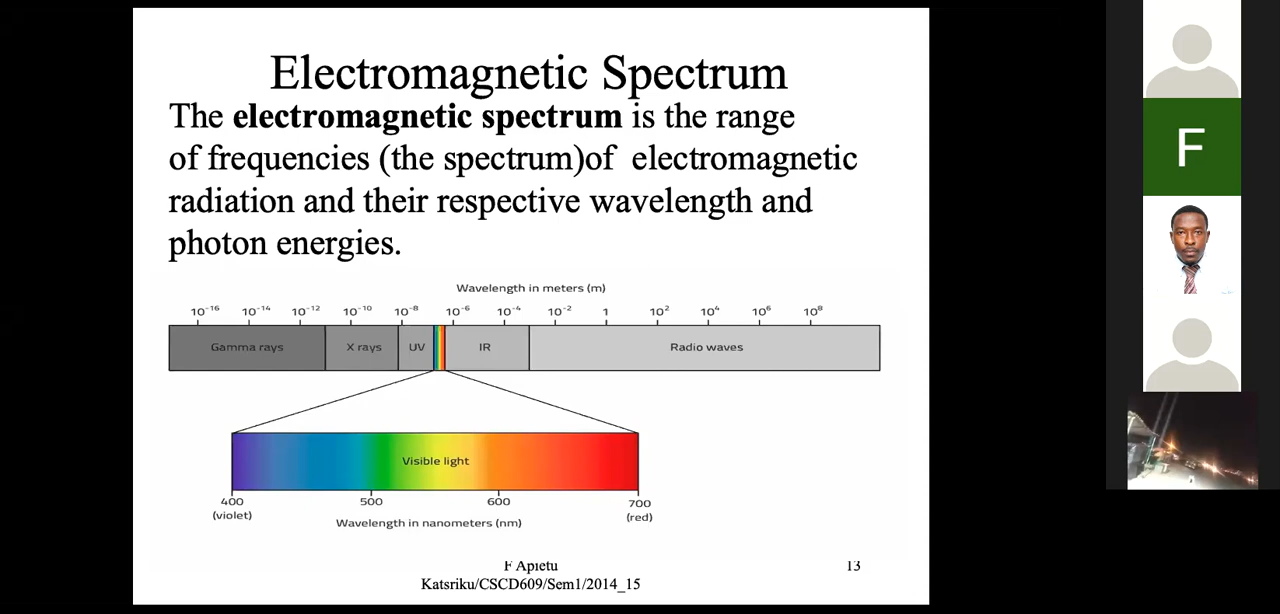 Electromagnetic Spectrum
The electromagnetic spectrum is the range
of frequencies (the spectrum)of electromagnetic
radiation and their respective wavelength and
photon energies.
Wavelength in meters (m)
10⁻¹⁶ 10⁻¹⁴ 10⁻¹² 10⁻¹⁰ 10⁻⁸ 10⁻⁶ 10⁻⁴ 10⁻² 1 10² 10⁴ 10⁶ 10⁸
Gamma rays X rays UV IR Radio waves
Visible light
400 500 600 700
(violet) (red)
Wavelength in nanometers (nm)
F Apietu 13
Katsriku/CSCD609/Sem1/2014_15
F